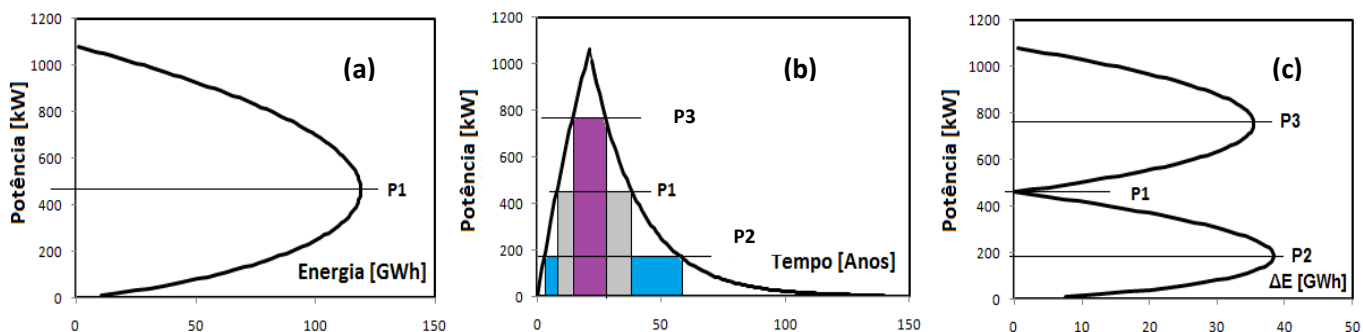 Potência [kW]
1200
1000
800
600
400
200
0
(a)
P1
Energia [GWh]
0
50
100
150
Potência [kW]
1200
1000
800
600
400
200
0
(b)
P3
P1
P2
Tempo [Anos]
0
50
100
150
Potência [kW]
1200
1000
800
600
400
200
0
(c)
P3
P1
P2
ΔE [GWh]
0
10
20
30
40
50